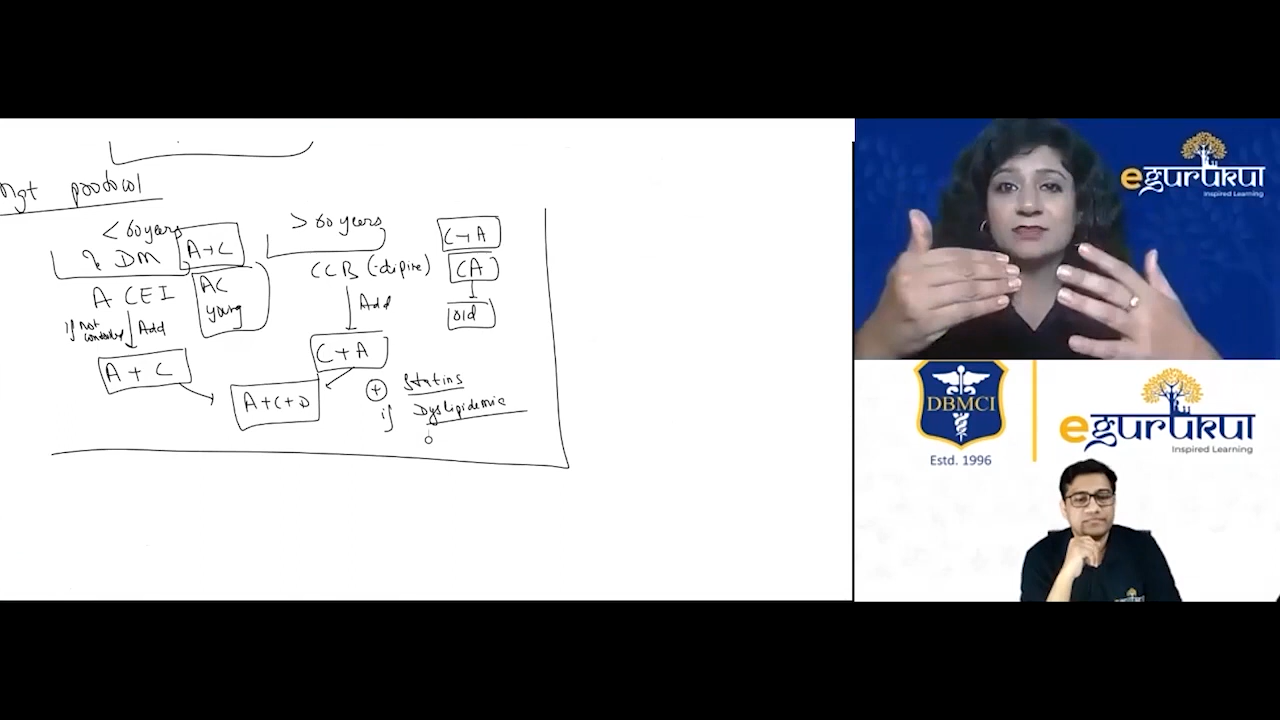 Mgt protocol
< 60 years
DM
A + C
> 60 years
C + A
CCB (-dipine)
CA
A CEI
AC
young
if not
controlled
Add
Add
old
A + C
C + A
A + C + D
+ Statins
if Dyslipidemia
egurukul
Inspired Learning
DBMCI
Estd. 1996
egurukul
Inspired Learning